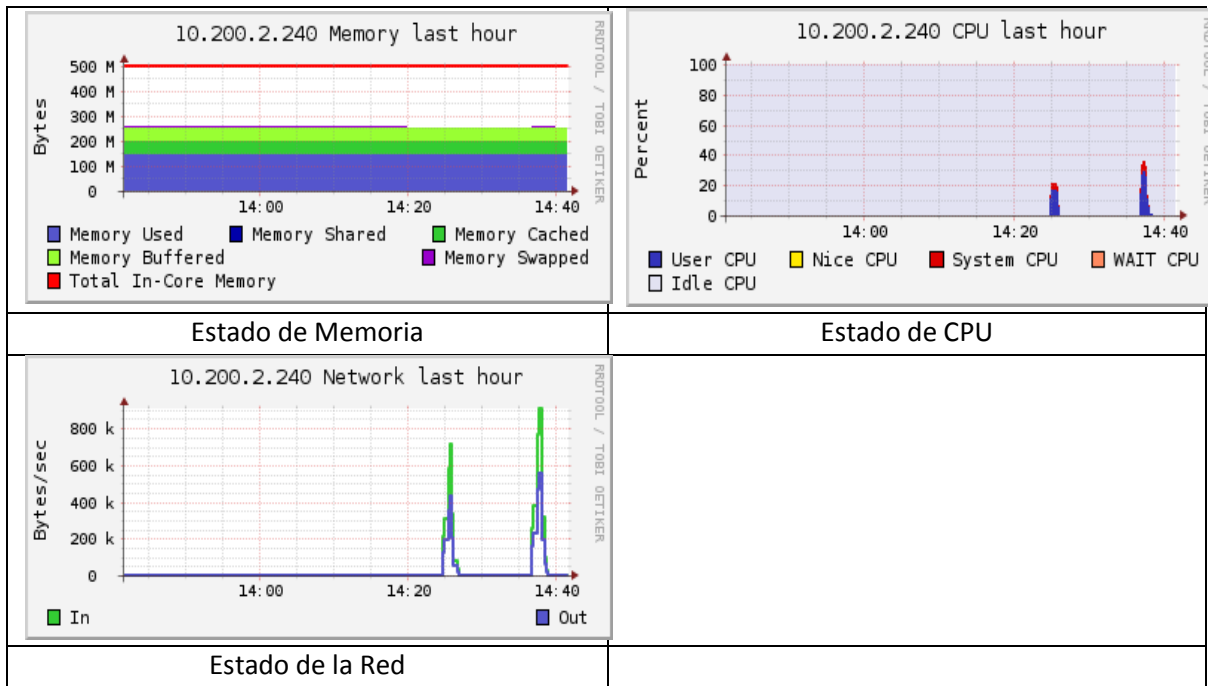 10.200.2.240 Memory last hour
RRDTOOL / TOBI OETIKER
Bytes
500 M
400 M
300 M
200 M
100 M
0
14:00 14:20 14:40
Memory Used Memory Shared Memory Cached
Memory Buffered Memory Swapped
Total In-Core Memory
Estado de Memoria
10.200.2.240 CPU last hour
RRDTOOL / TOBI OETIKER
Percent
100
80
60
40
20
0
14:00 14:20 14:40
User CPU Nice CPU System CPU WAIT CPU
Idle CPU
Estado de CPU
10.200.2.240 Network last hour
RRDTOOL / TOBI OETIKER
Bytes/sec
800 k
600 k
400 k
200 k
0
14:00 14:20 14:40
In Out
Estado de la Red